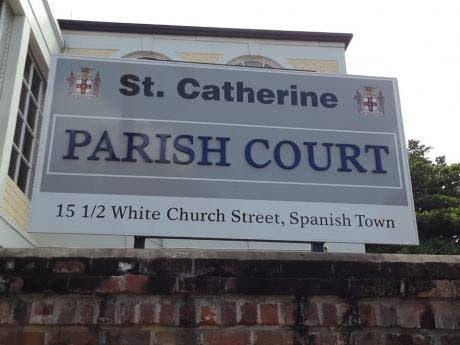 St. Catherine
PARISH COURT
15 1/2 White Church Street, Spanish Town